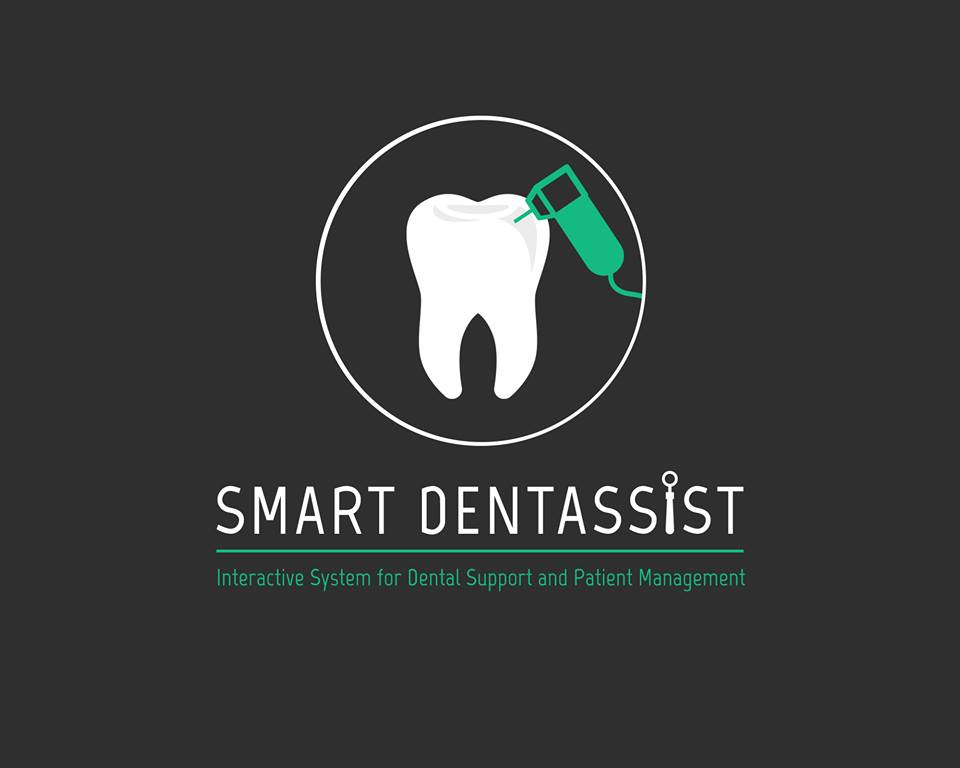 SMART DENTASSIST
Interactive System for Dental Support and Patient Management